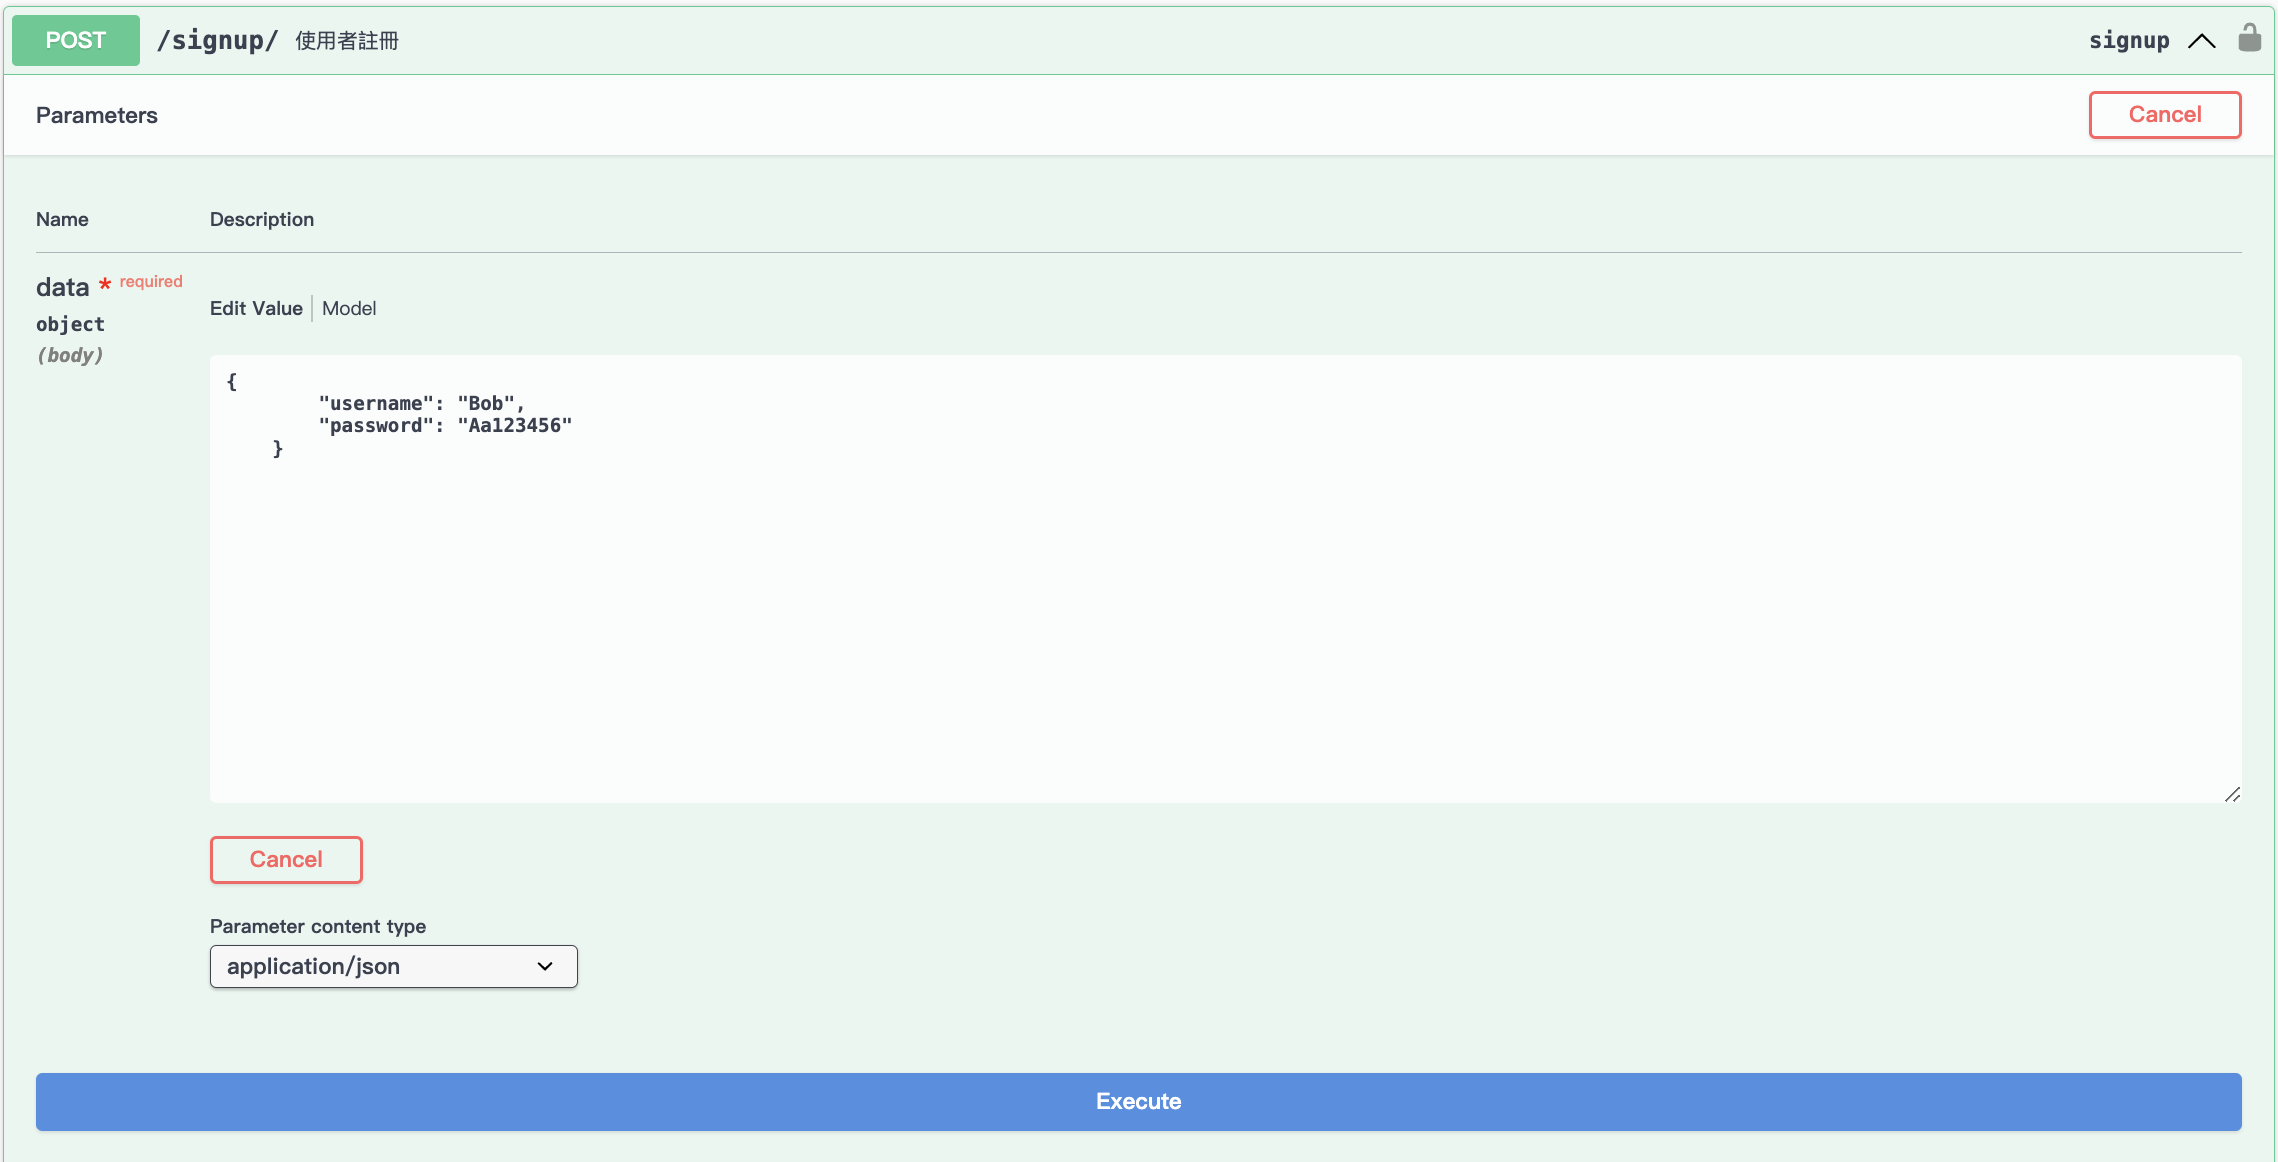 POST /signup/ 使用者註冊 signup
Parameters Cancel
Name Description
data * required
object
(body)
Edit Value Model
{
"username": "Bob",
"password": "Aa123456"
}
Cancel
Parameter content type
application/json
Execute